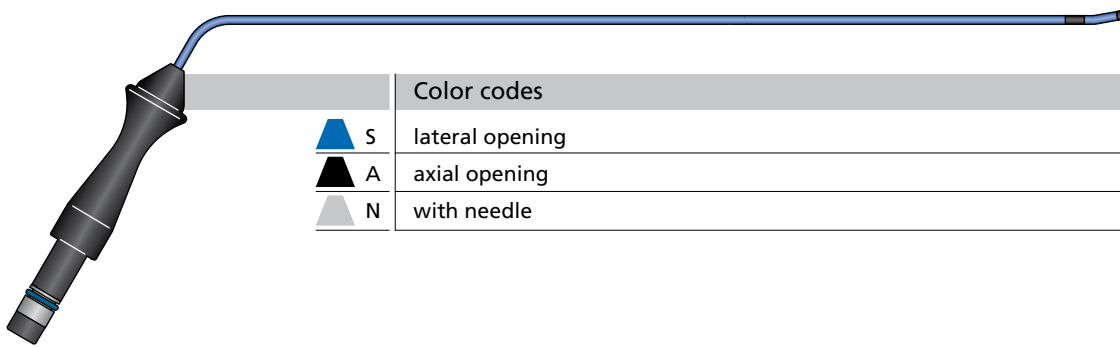 Color codes
S lateral opening
A axial opening
N with needle